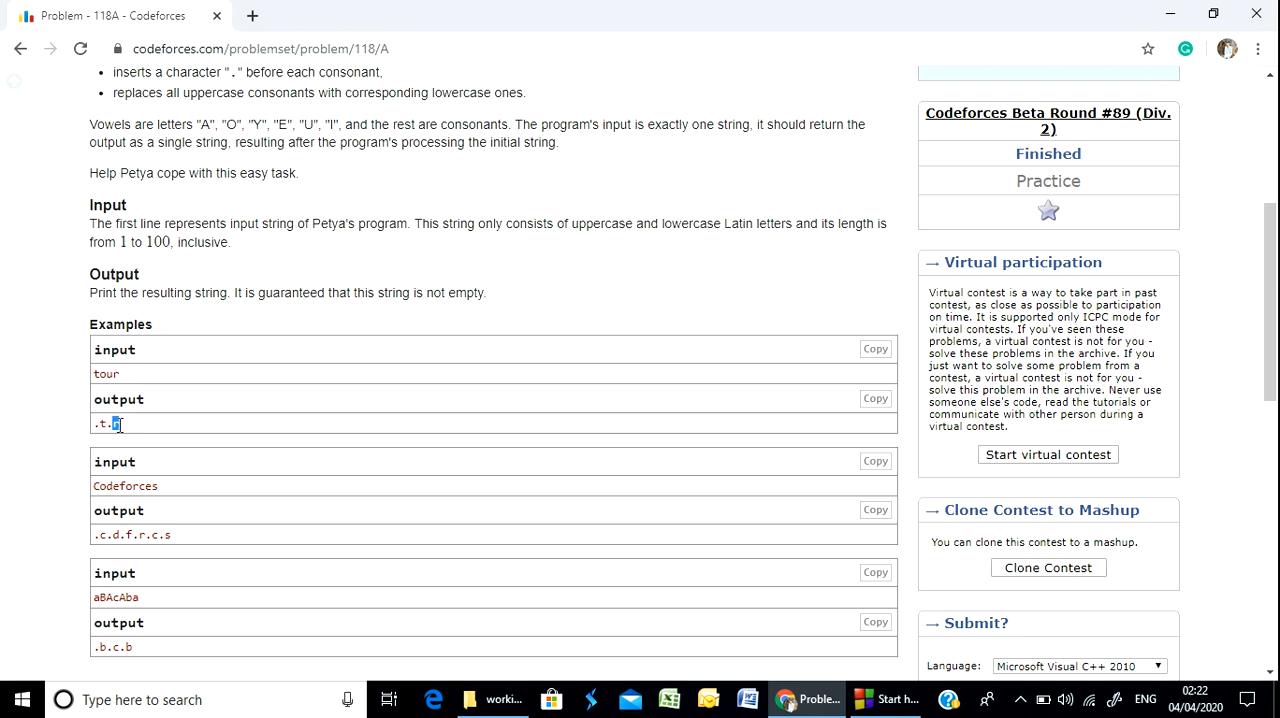 Problem - 118A - Codeforces
codeforces.com/problemset/problem/118/A
inserts a character "." before each consonant,
replaces all uppercase consonants with corresponding lowercase ones.
Vowels are letters "A", "O", "Y", "E", "U", "I", and the rest are consonants. The program's input is exactly one string, it should return the
output as a single string, resulting after the program's processing the initial string.
Help Petya cope with this easy task.
Input
The first line represents input string of Petya's program. This string only consists of uppercase and lowercase Latin letters and its length is
from 1 to 100, inclusive.
Output
Print the resulting string. It is guaranteed that this string is not empty.
Examples
input
Copy
tour
output
Copy
.t.r
input
Copy
Codeforces
output
Copy
.c.d.f.r.c.s
input
Copy
aBAcAba
output
Copy
.b.c.b
Codeforces Beta Round #89 (Div.
2)
Finished
Practice
→ Virtual participation
Virtual contest is a way to take part in past
contest, as close as possible to participation
on time. It is supported only ICPC mode for
virtual contests. If you've seen these
problems, a virtual contest is not for you -
solve these problems in the archive. If you
just want to solve some problem from a
contest, a virtual contest is not for you -
solve this problem in the archive. Never use
someone else's code, read the tutorials or
communicate with other person during a
virtual contest.
Start virtual contest
→ Clone Contest to Mashup
You can clone this contest to a mashup.
Clone Contest
→ Submit?
Language: Microsoft Visual C++ 2010
Type here to search
worki...
Proble...
Start h...
ENG
02:22
04/04/2020